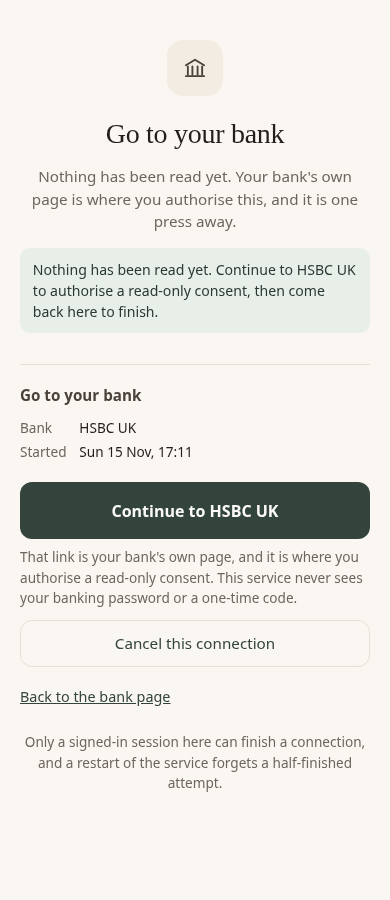 Go to your bank
Nothing has been read yet. Your bank's own
page is where you authorise this, and it is one
press away.
Nothing has been read yet. Continue to HSBC UK
to authorise a read-only consent, then come
back here to finish.
Go to your bank
Bank HSBC UK
Started Sun 15 Nov, 17:11
Continue to HSBC UK
That link is your bank's own page, and it is where you
authorise a read-only consent. This service never sees
your banking password or a one-time code.
Cancel this connection
Back to the bank page
Only a signed-in session here can finish a connection,
and a restart of the service forgets a half-finished
attempt.